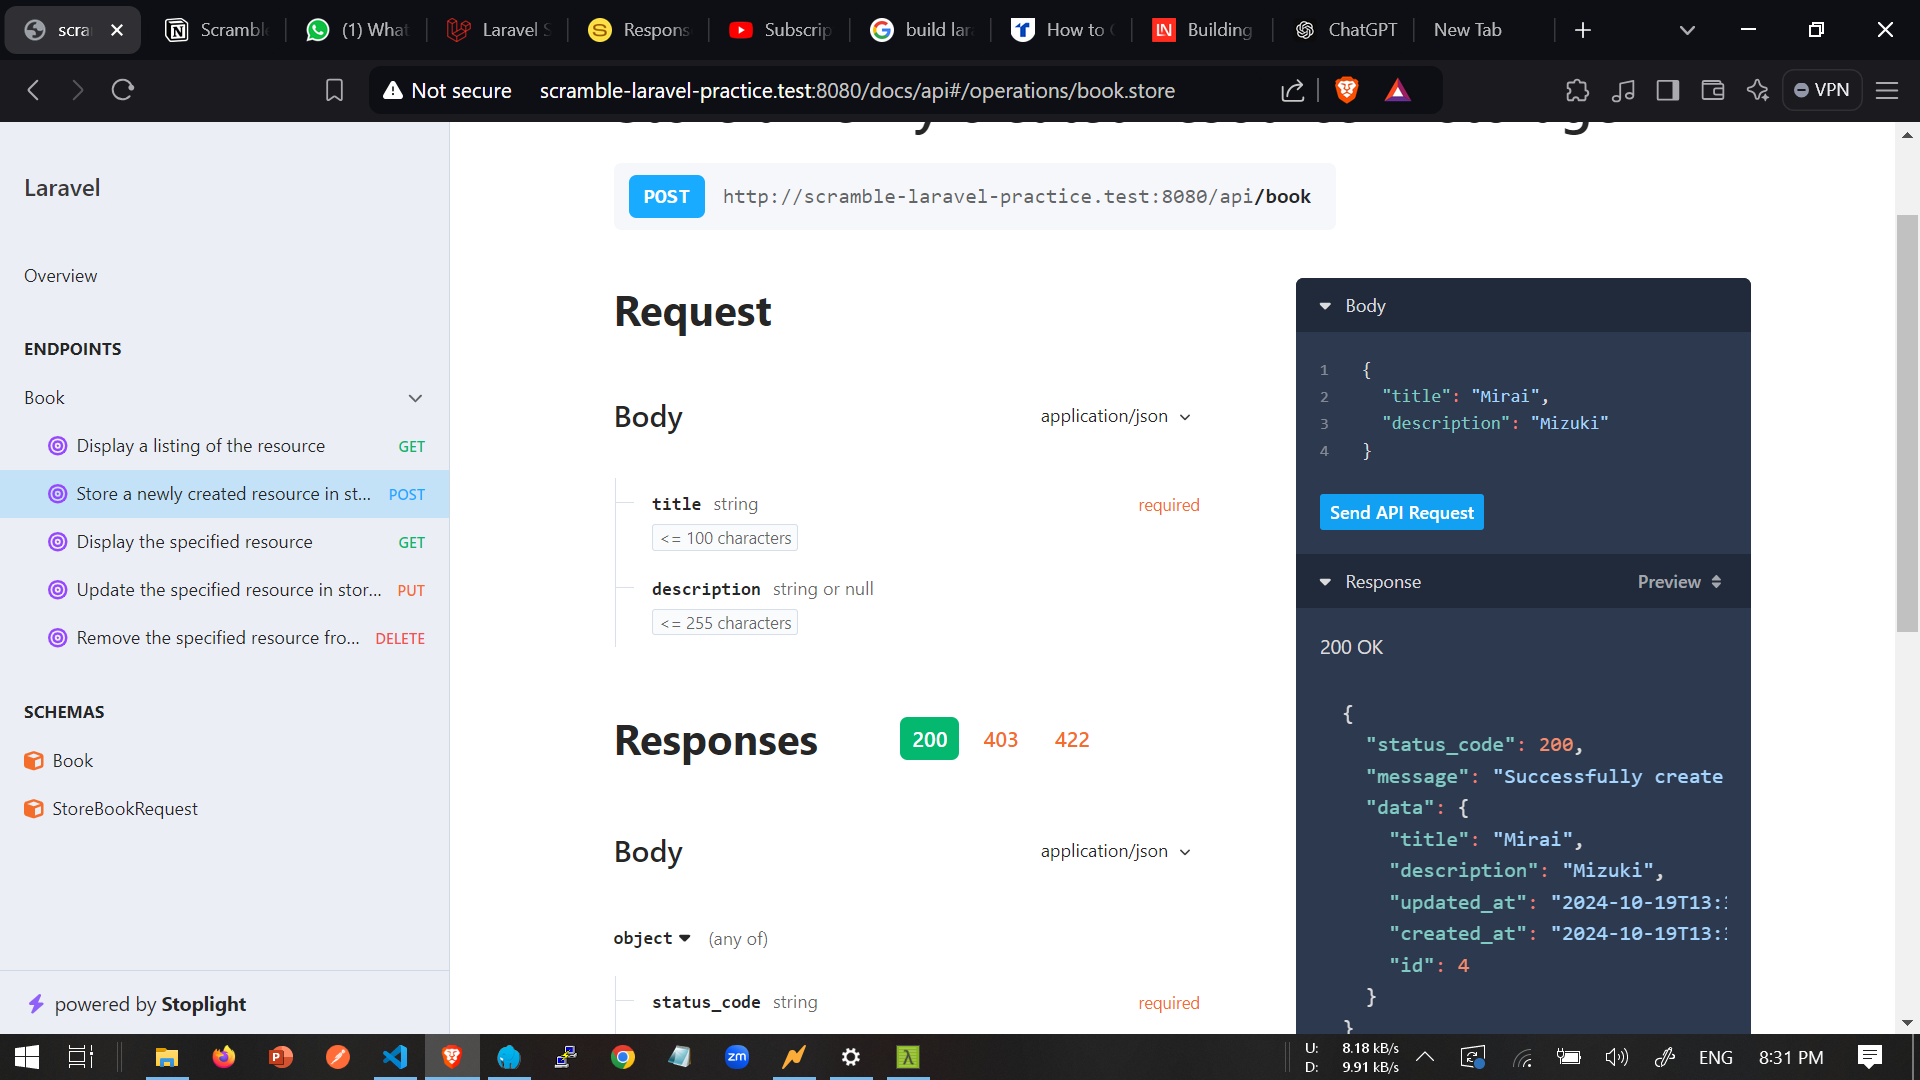 scra
Scramble
(1) What
Laravel S
Respons
Subscrip
build lara
How to C
Building
ChatGPT
New Tab
Not secure
scramble-laravel-practice.test:8080/docs/api#/operations/book.store
VPN
Laravel
Overview
ENDPOINTS
Book
Display a listing of the resource GET
Store a newly created resource in st... POST
Display the specified resource GET
Update the specified resource in stor... PUT
Remove the specified resource fro... DELETE
SCHEMAS
Book
StoreBookRequest
powered by Stoplight
POST http://scramble-laravel-practice.test:8080/api/book
Request
Body application/json
title string required
<= 100 characters
description string or null
<= 255 characters
Responses 200 403 422
Body application/json
object (any of)
status_code string required
Body
1 {
2 "title": "Mirai",
3 "description": "Mizuki"
4 }
Send API Request
Response Preview
200 OK
{
"status_code": 200,
"message": "Successfully create
"data": {
"title": "Mirai",
"description": "Mizuki",
"updated_at": "2024-10-19T13:
"created_at": "2024-10-19T13:
"id": 4
}
}
zm
U: 8.18 kB/s
D: 9.91 kB/s
ENG
8:31 PM